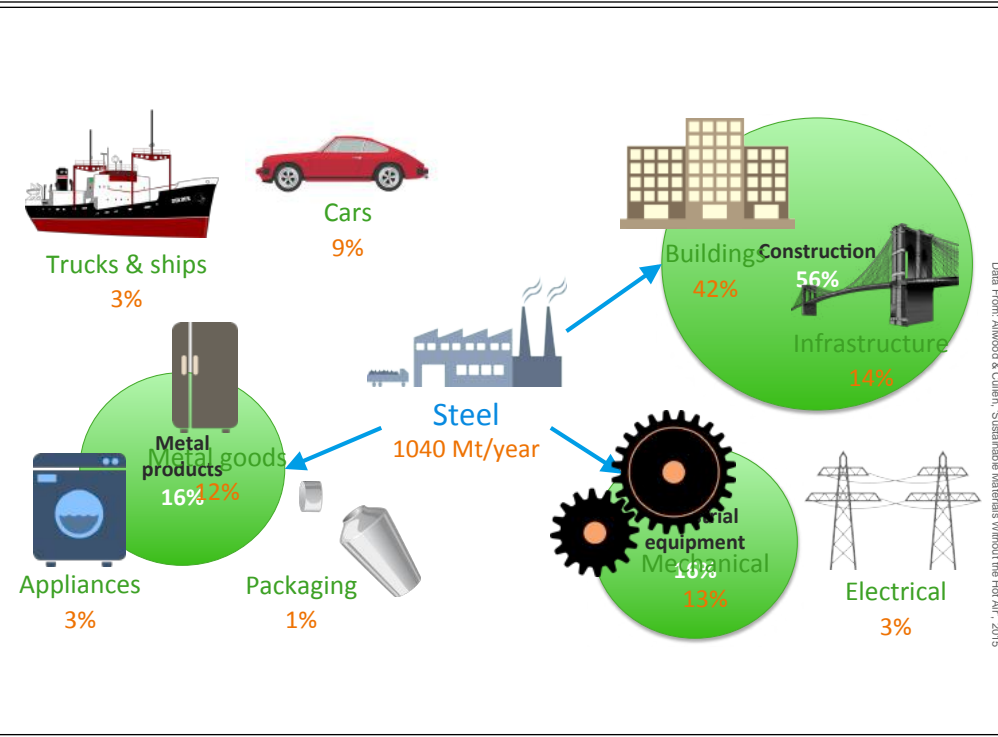 Cars
9%
Trucks & ships
3%
Buildings
42%
Construction
56%
Infrastructure
14%
Steel
1040 Mt/year
Metal
products
16%
Metal goods
12%
Appliances
3%
Packaging
1%
equipment
16%
Mechanical
13%
Electrical
3%
Data From: Allwood & Cullen, 'Sustainable Materials Without the Hot Air', 2015